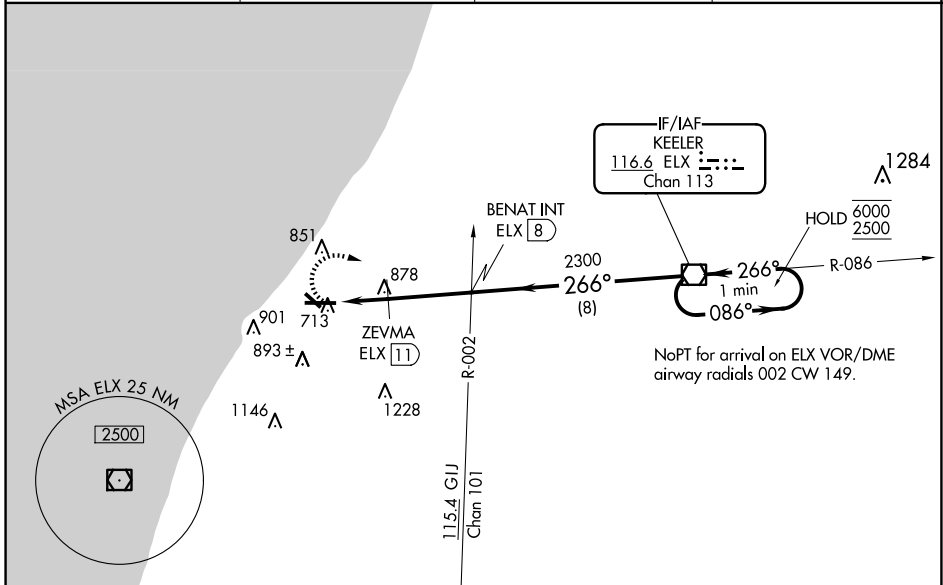 IF/IAF
KEELER
116.6 ELX
Chan 113
1284
HOLD 6000
2500
BENAT INT
ELX 8
851
2300
266°
(8)
266°
1 min
086°
R-086
878
713
901
893 ±
ZEVMA
ELX 11
R-002
NoPT for arrival on ELX VOR/DME
airway radials 002 CW 149.
MSA ELX 25 NM
2500
1146
1228
115.4 GIJ
Chan 101